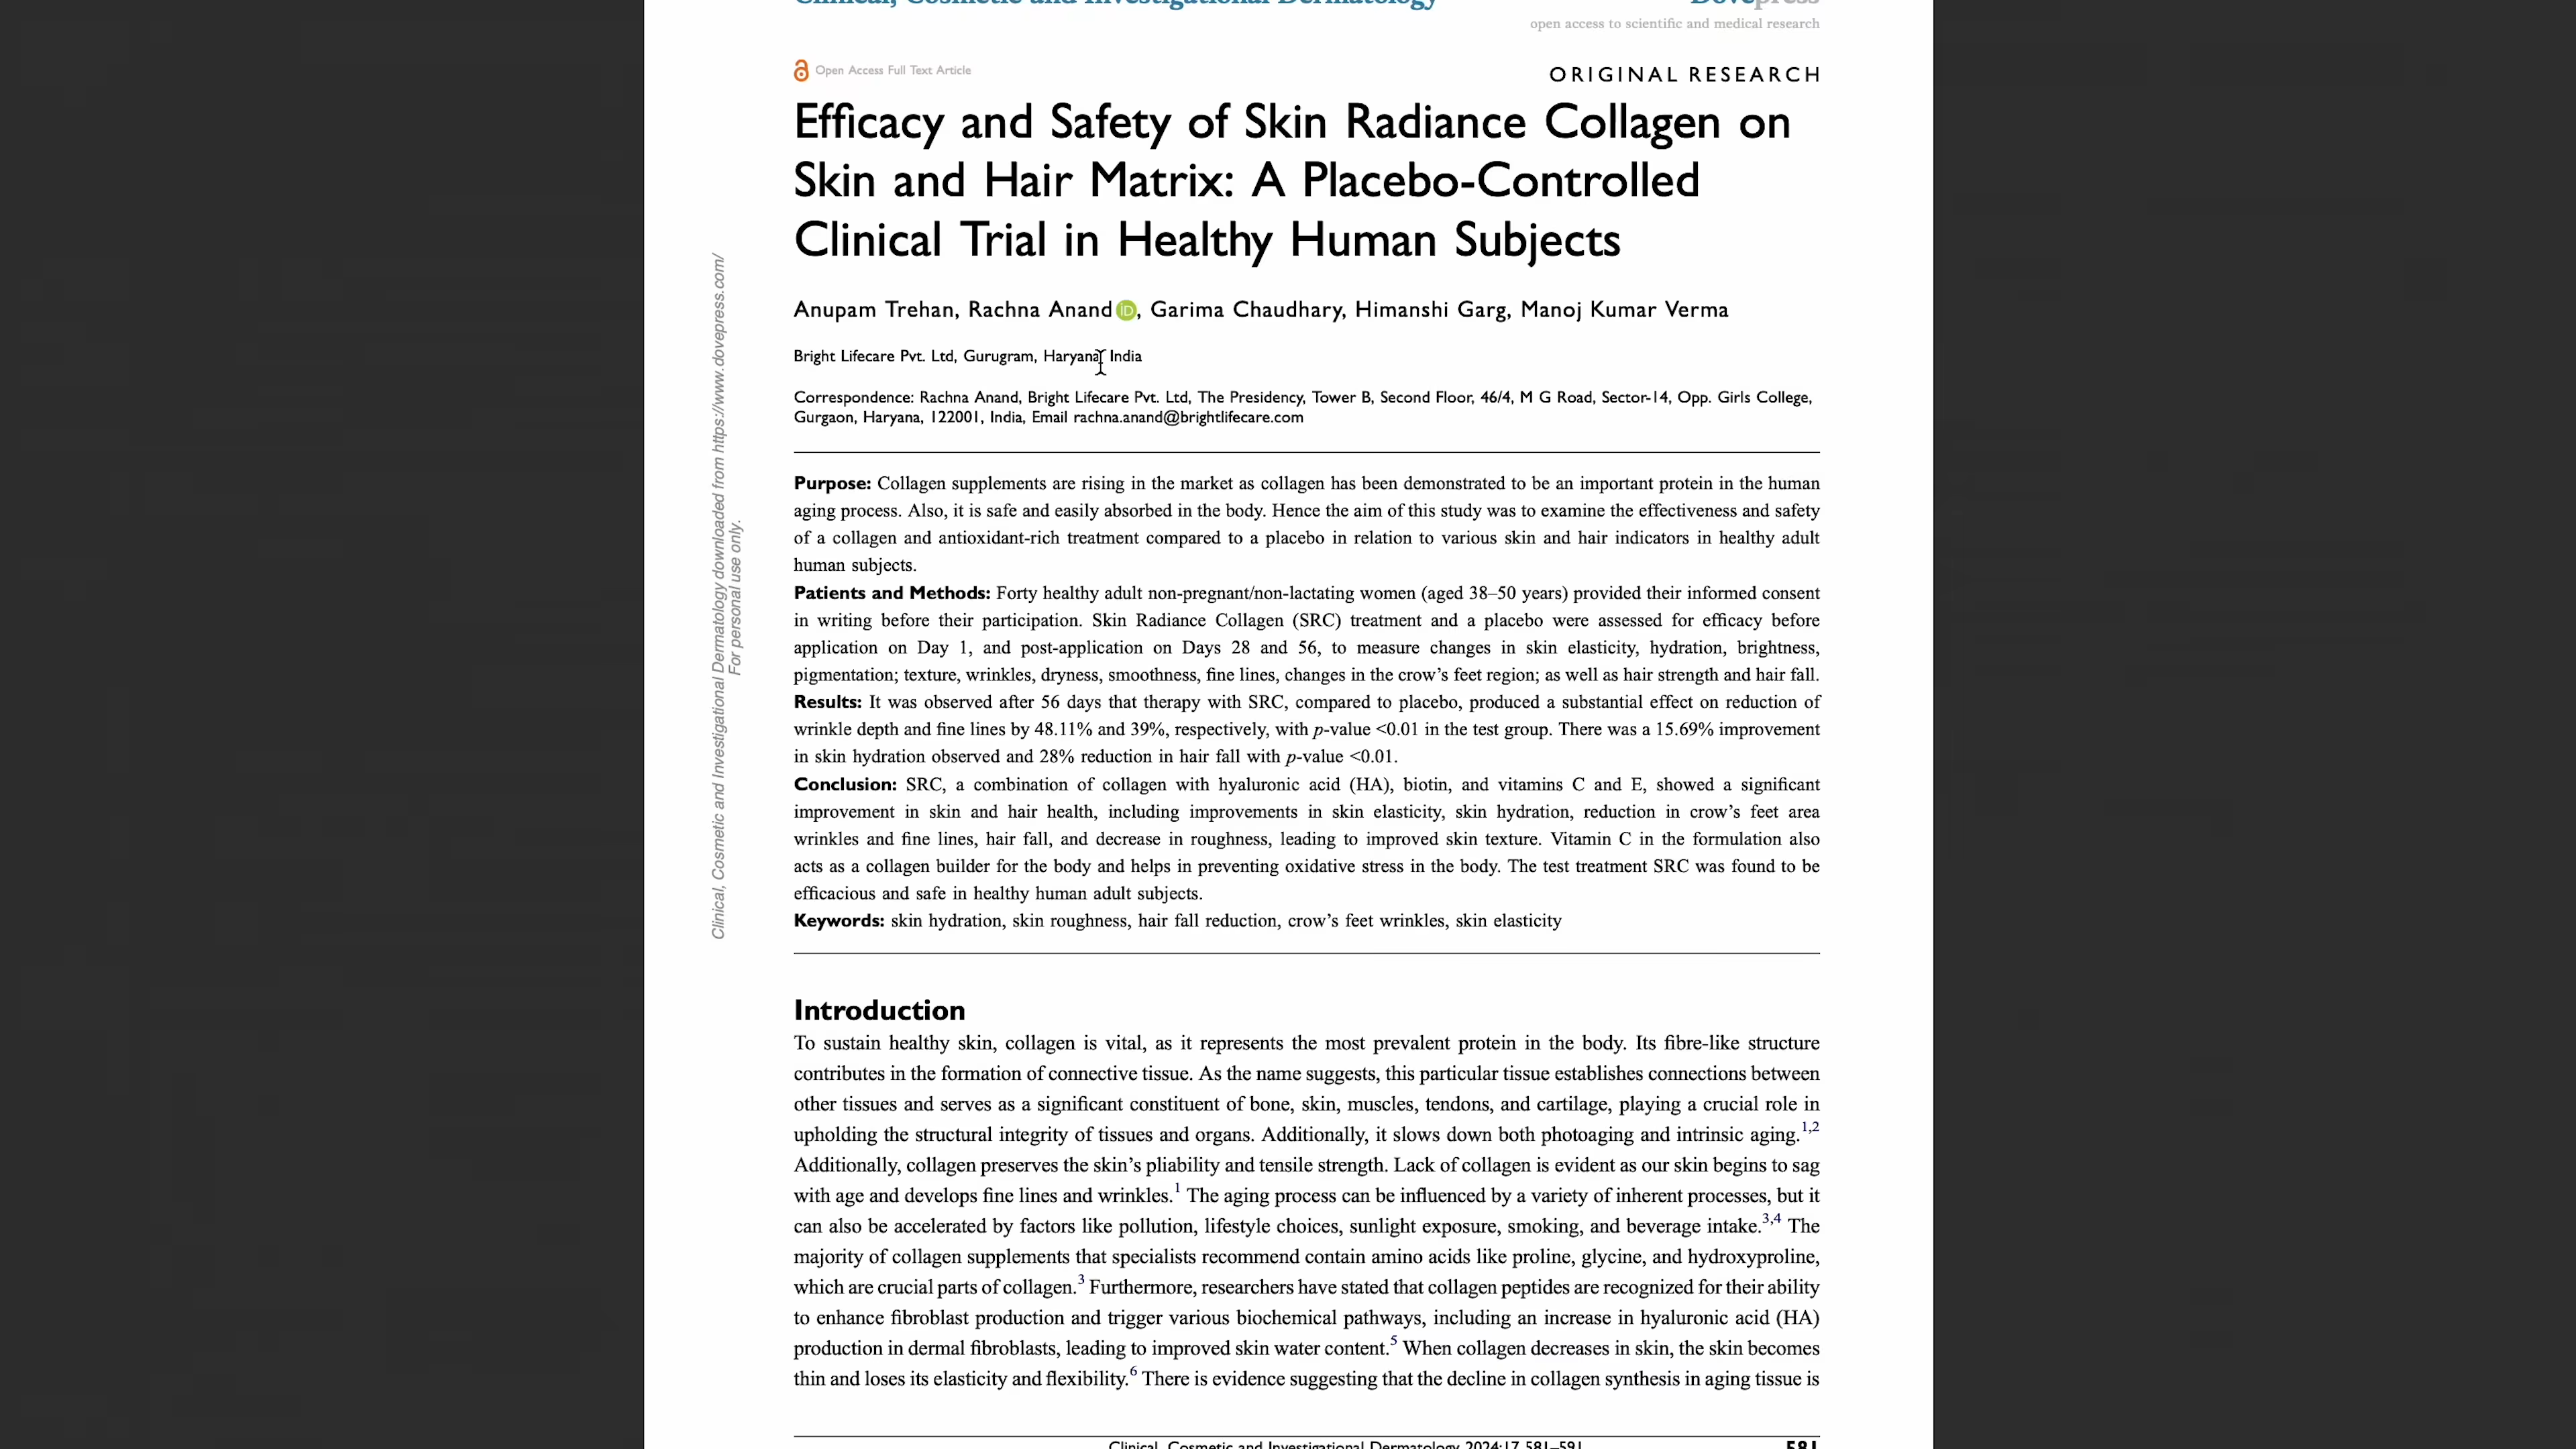 Clinical, Cosmetic and Investigational Dermatology
Dovepress
open access to scientific and medical research
Open Access Full Text Article
ORIGINAL RESEARCH
Efficacy and Safety of Skin Radiance Collagen on
Skin and Hair Matrix: A Placebo-Controlled
Clinical Trial in Healthy Human Subjects
Anupam Trehan, Rachna Anand iD, Garima Chaudhary, Himanshi Garg, Manoj Kumar Verma
Bright Lifecare Pvt. Ltd, Gurugram, Haryana, India
Correspondence: Rachna Anand, Bright Lifecare Pvt. Ltd, The Presidency, Tower B, Second Floor, 46/4, M G Road, Sector-14, Opp. Girls College,
Gurgaon, Haryana, 122001, India, Email rachna.anand@brightlifecare.com
Purpose: Collagen supplements are rising in the market as collagen has been demonstrated to be an important protein in the human
aging process. Also, it is safe and easily absorbed in the body. Hence the aim of this study was to examine the effectiveness and safety
of a collagen and antioxidant-rich treatment compared to a placebo in relation to various skin and hair indicators in healthy adult
human subjects.
Patients and Methods: Forty healthy adult non-pregnant/non-lactating women (aged 38–50 years) provided their informed consent
in writing before their participation. Skin Radiance Collagen (SRC) treatment and a placebo were assessed for efficacy before
application on Day 1, and post-application on Days 28 and 56, to measure changes in skin elasticity, hydration, brightness,
pigmentation; texture, wrinkles, dryness, smoothness, fine lines, changes in the crow's feet region; as well as hair strength and hair fall.
Results: It was observed after 56 days that therapy with SRC, compared to placebo, produced a substantial effect on reduction of
wrinkle depth and fine lines by 48.11% and 39%, respectively, with p-value <0.01 in the test group. There was a 15.69% improvement
in skin hydration observed and 28% reduction in hair fall with p-value <0.01.
Conclusion: SRC, a combination of collagen with hyaluronic acid (HA), biotin, and vitamins C and E, showed a significant
improvement in skin and hair health, including improvements in skin elasticity, skin hydration, reduction in crow's feet area
wrinkles and fine lines, hair fall, and decrease in roughness, leading to improved skin texture. Vitamin C in the formulation also
acts as a collagen builder for the body and helps in preventing oxidative stress in the body. The test treatment SRC was found to be
efficacious and safe in healthy human adult subjects.
Keywords: skin hydration, skin roughness, hair fall reduction, crow's feet wrinkles, skin elasticity
Introduction
To sustain healthy skin, collagen is vital, as it represents the most prevalent protein in the body. Its fibre-like structure
contributes in the formation of connective tissue. As the name suggests, this particular tissue establishes connections between
other tissues and serves as a significant constituent of bone, skin, muscles, tendons, and cartilage, playing a crucial role in
upholding the structural integrity of tissues and organs. Additionally, it slows down both photoaging and intrinsic aging.1,2
Additionally, collagen preserves the skin's pliability and tensile strength. Lack of collagen is evident as our skin begins to sag
with age and develops fine lines and wrinkles.1 The aging process can be influenced by a variety of inherent processes, but it
can also be accelerated by factors like pollution, lifestyle choices, sunlight exposure, smoking, and beverage intake.3,4 The
majority of collagen supplements that specialists recommend contain amino acids like proline, glycine, and hydroxyproline,
which are crucial parts of collagen.3 Furthermore, researchers have stated that collagen peptides are recognized for their ability
to enhance fibroblast production and trigger various biochemical pathways, including an increase in hyaluronic acid (HA)
production in dermal fibroblasts, leading to improved skin water content.5 When collagen decreases in skin, the skin becomes
thin and loses its elasticity and flexibility.6 There is evidence suggesting that the decline in collagen synthesis in aging tissue is
Clinical, Cosmetic and Investigational Dermatology 2024:17 581–591
581
Clinical, Cosmetic and Investigational Dermatology downloaded from https://www.dovepress.com/
For personal use only.